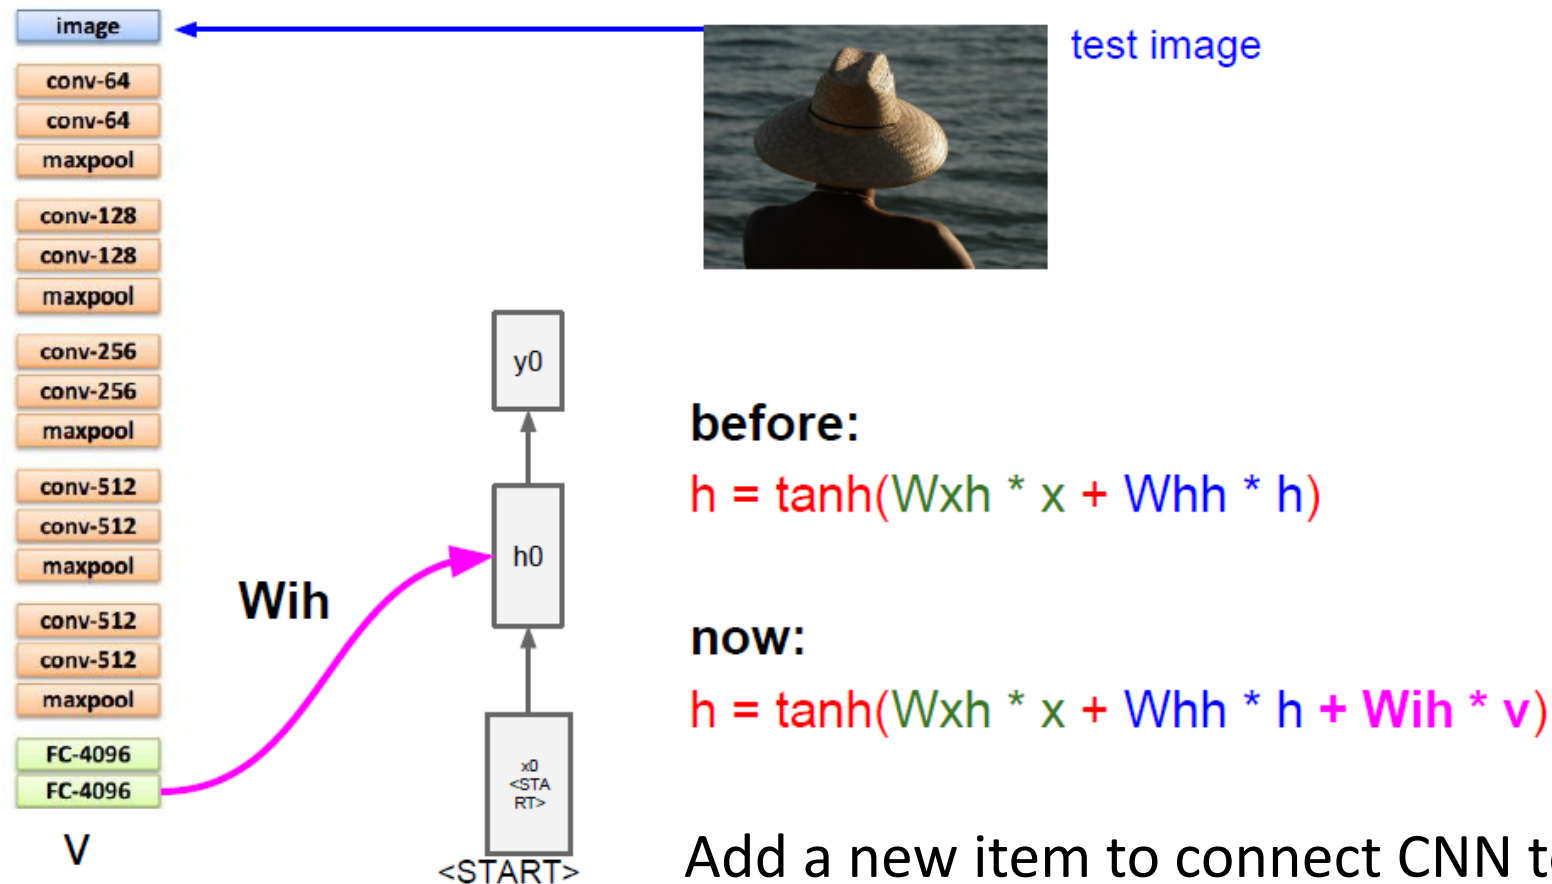 image
test image
conv-64
conv-64
maxpool
conv-128
conv-128
maxpool
conv-256
conv-256
maxpool
conv-512
conv-512
maxpool
conv-512
conv-512
maxpool
FC-4096
FC-4096
V
Wih
y0
h0
x0
<STA
RT>
<START>
before:
h = tanh(Wxh * x + Whh * h)
now:
h = tanh(Wxh * x + Whh * h + Wih * v)
Add a new item to connect CNN